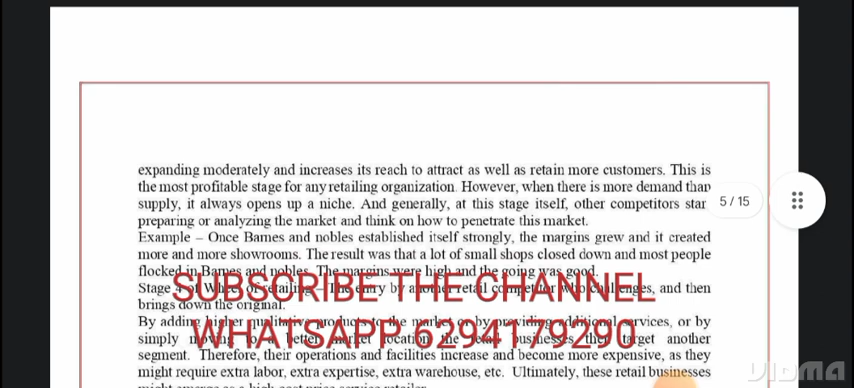 expanding moderately and increases its reach to attract as well as retain more customers. This is
the most profitable stage for any retailing organization. However, when there is more demand than
supply, it always opens up a niche. And generally, at this stage itself, other competitors star
preparing or analyzing the market and think on how to penetrate this market.
5 / 15
Example – Once Barnes and nobles established itself strongly, the margins grew and it created
more and more showrooms. The result was that a lot of small shops closed down and most people
flocked in Barnes and nobles. The margins were high and the going was good.
SUBSCRIBE THE CHANNEL
Stage of Wheel of retailing – The entry by another retail competitor who challenges, and then
brings down the original.
By adding higher qualitative products to the market or by providing additional services, or by
WHATSAPP 6294179290
simply moving to a better market location the retail businesses then target another
segment. Therefore, their operations and facilities increase and become more expensive, as they
might require extra labor, extra expertise, extra warehouse, etc. Ultimately, these retail businesses
VIDMA